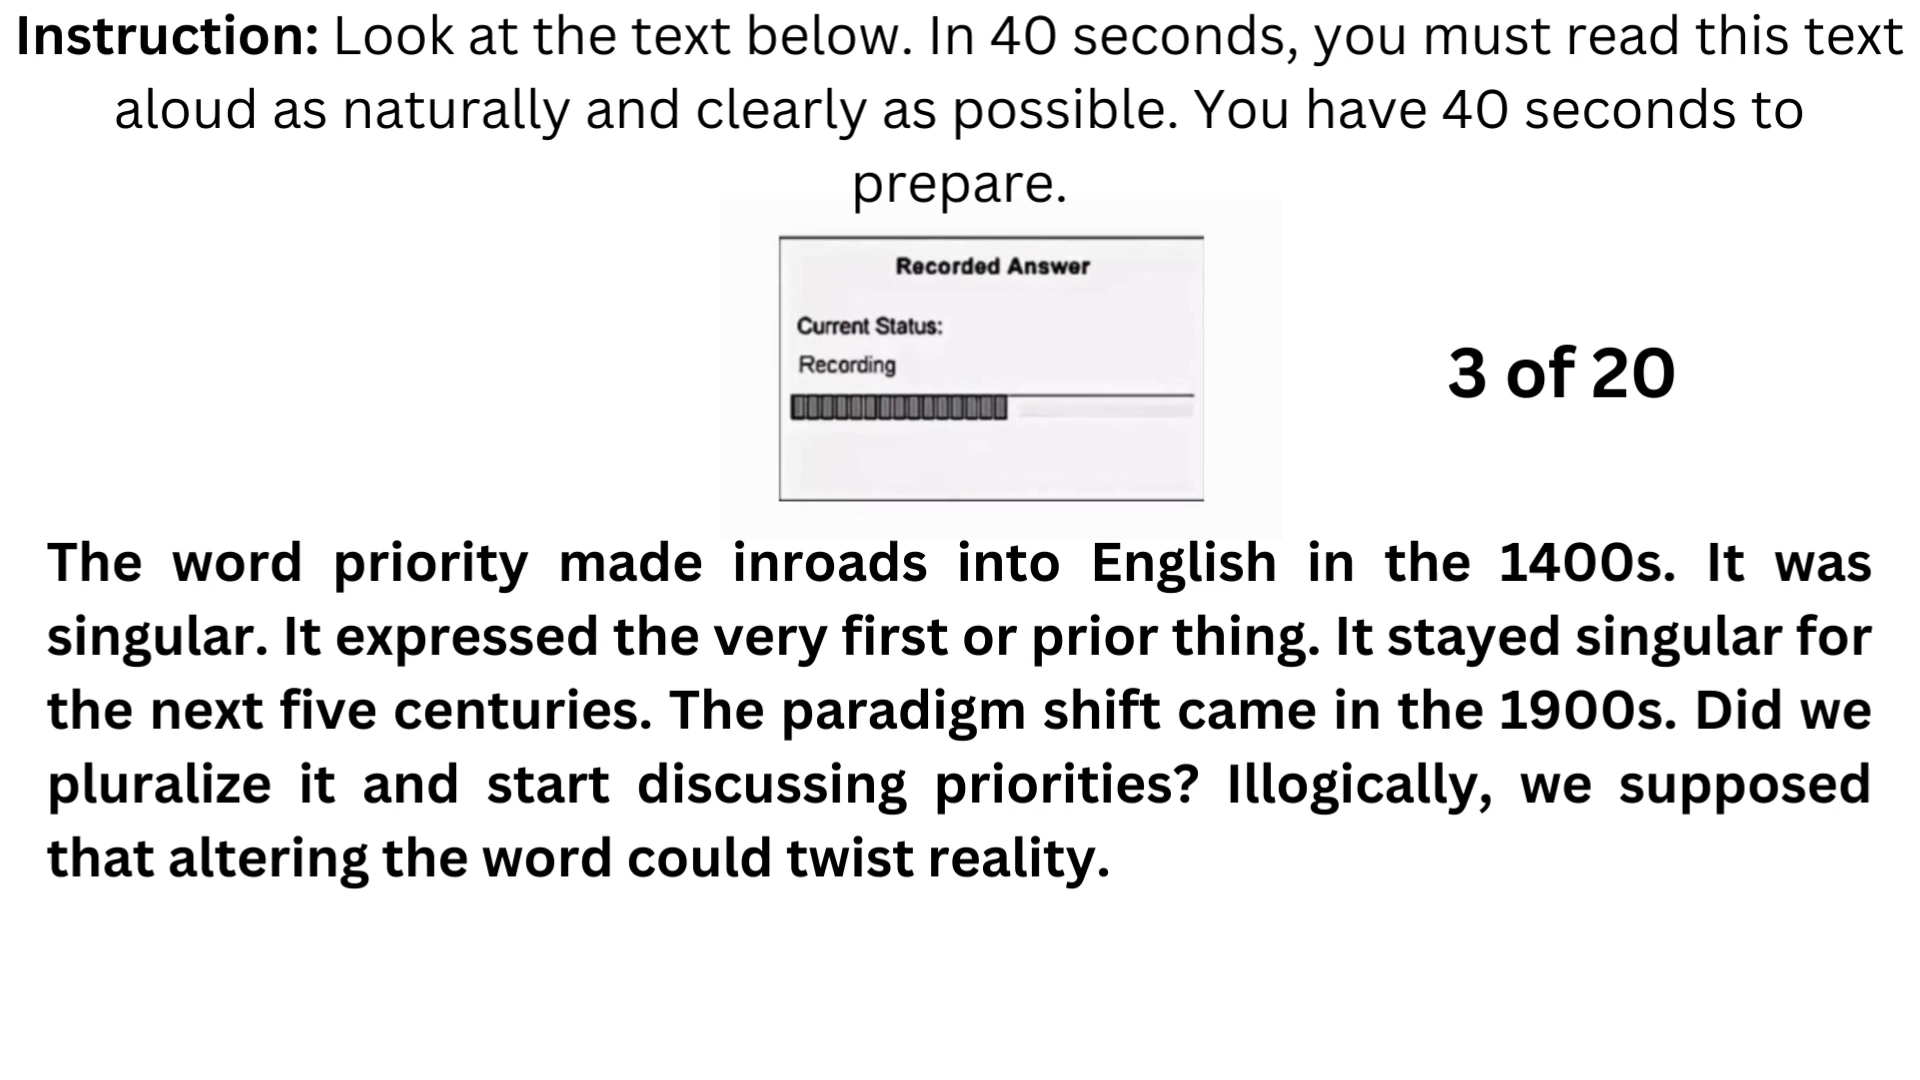 Instruction: Look at the text below. In 40 seconds, you must read this text
aloud as naturally and clearly as possible. You have 40 seconds to
prepare.
Recorded Answer
Current Status:
Recording
3 of 20
The word priority made inroads into English in the 1400s. It was
singular. It expressed the very first or prior thing. It stayed singular for
the next five centuries. The paradigm shift came in the 1900s. Did we
pluralize it and start discussing priorities? Illogically, we supposed
that altering the word could twist reality.